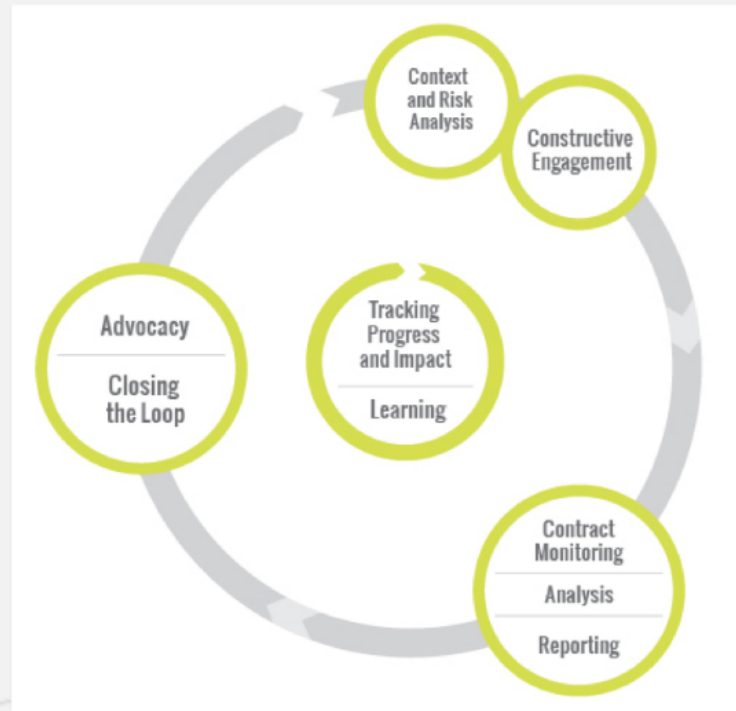 Context
and Risk
Analysis
Constructive
Engagement
Advocacy
Closing
the Loop
Tracking
Progress
and Impact
Learning
Contract
Monitoring
Analysis
Reporting